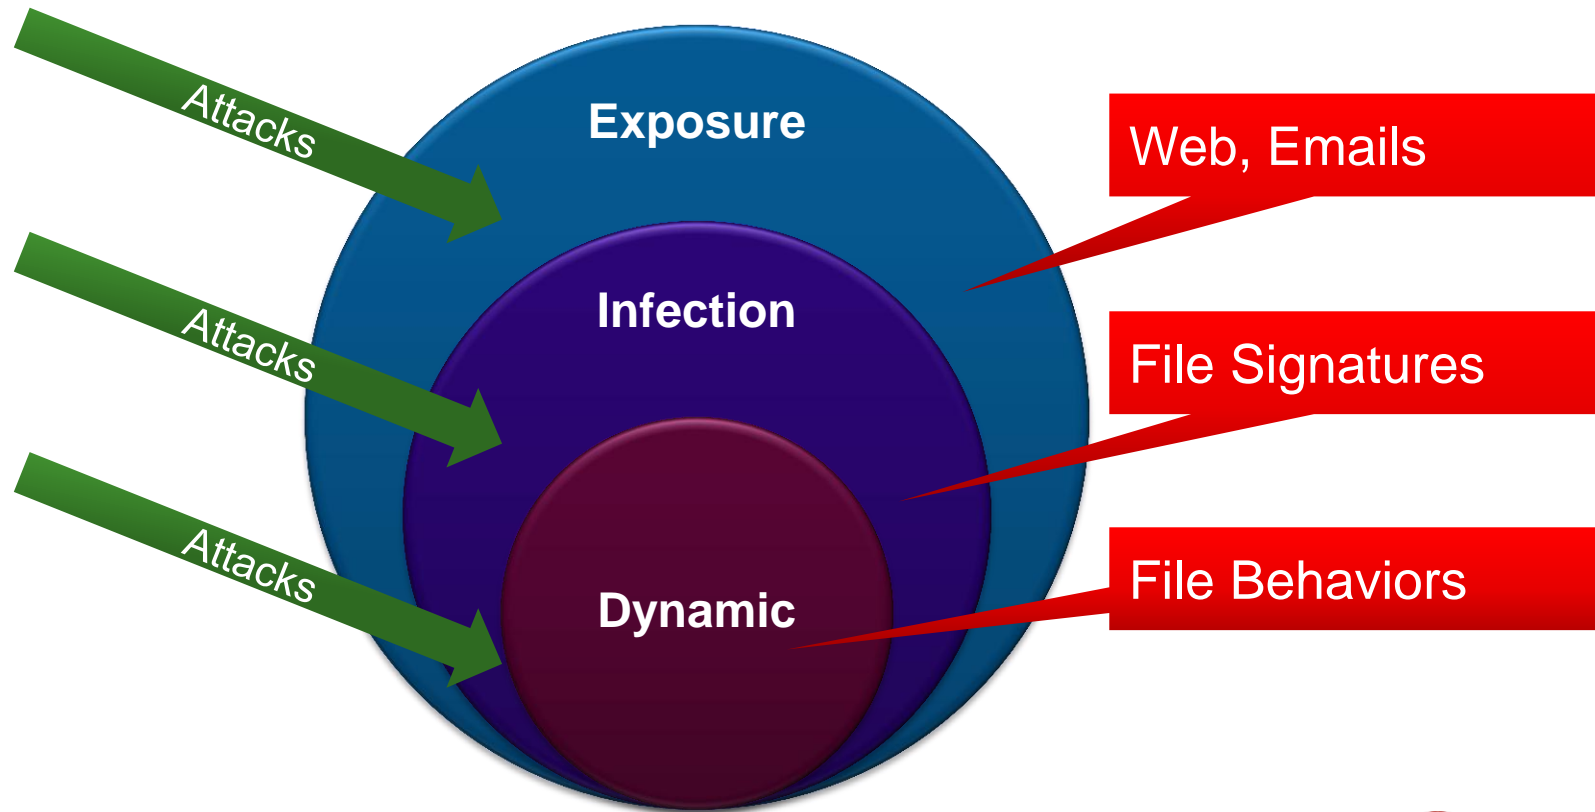 Attacks
Exposure
Web, Emails
Attacks
Infection
File Signatures
Attacks
Dynamic
File Behaviors